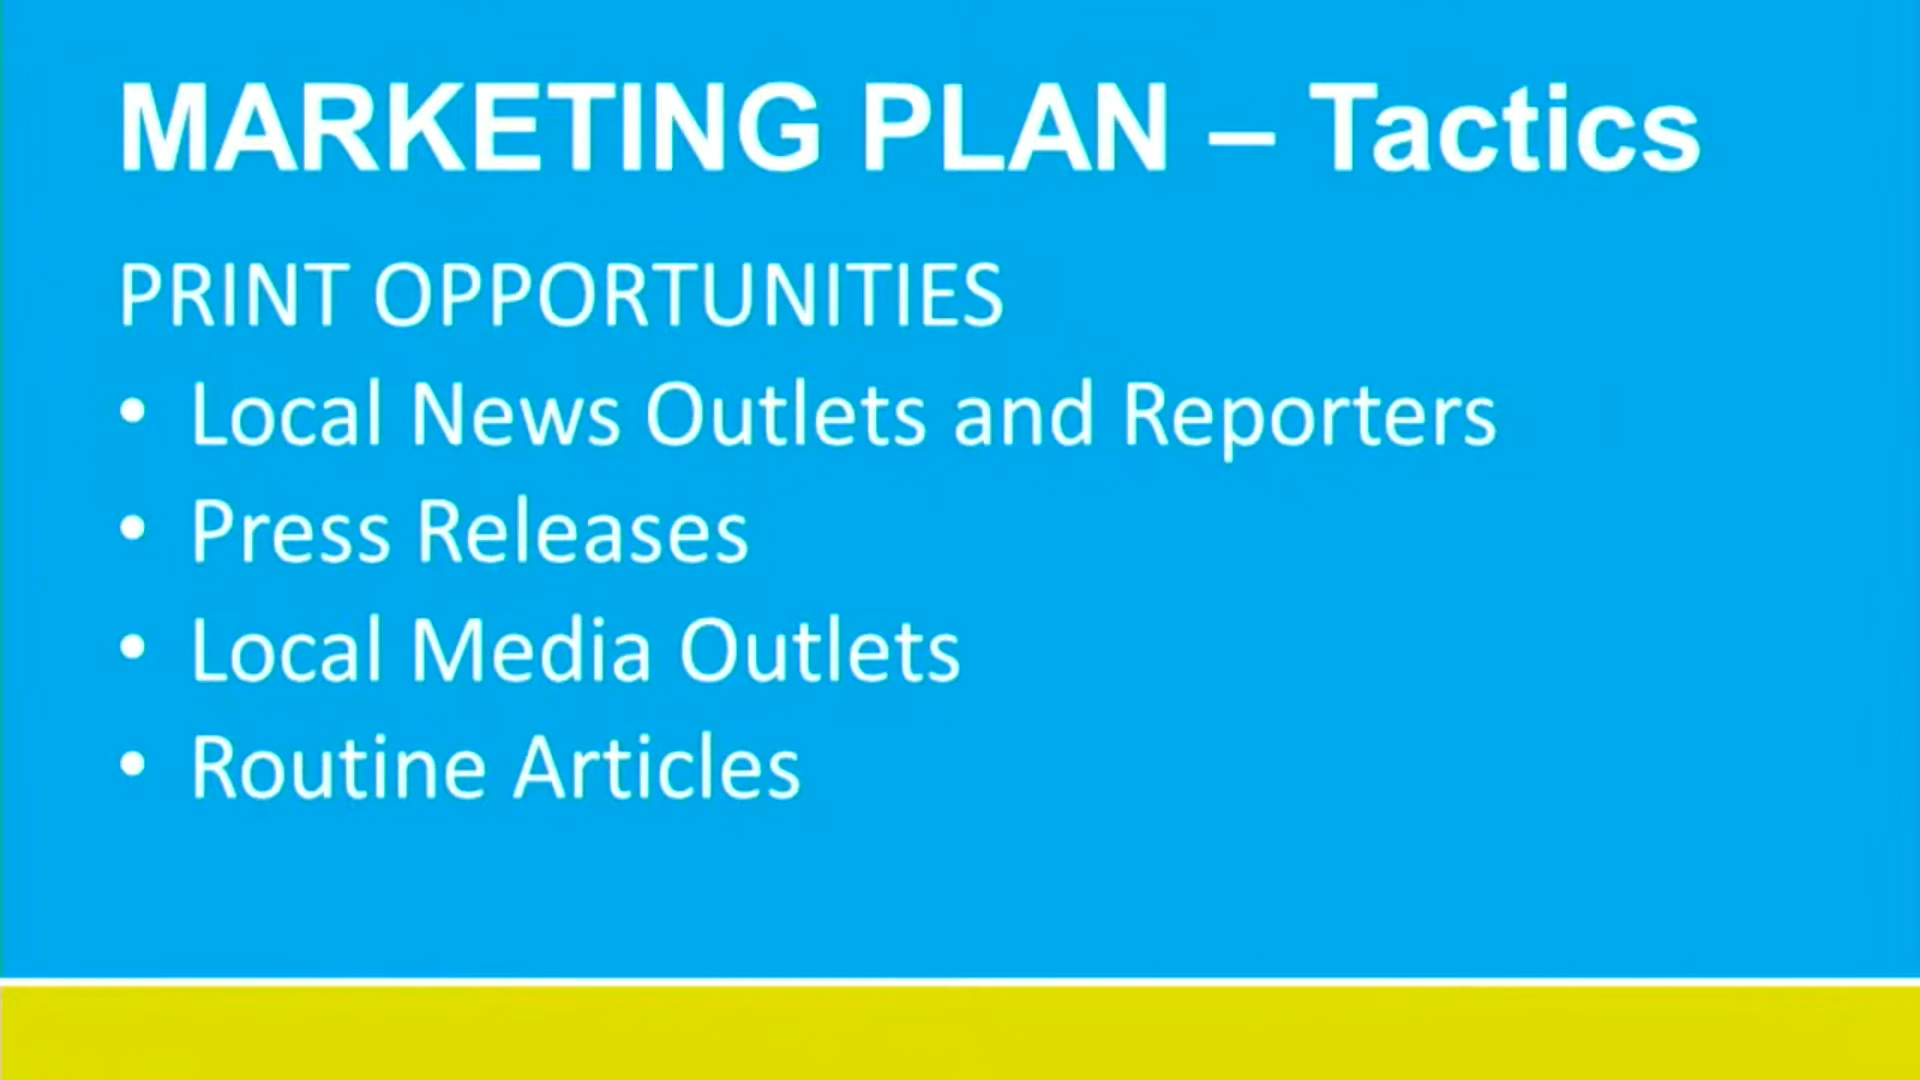 MARKETING PLAN – Tactics
PRINT OPPORTUNITIES
• Local News Outlets and Reporters
• Press Releases
• Local Media Outlets
• Routine Articles